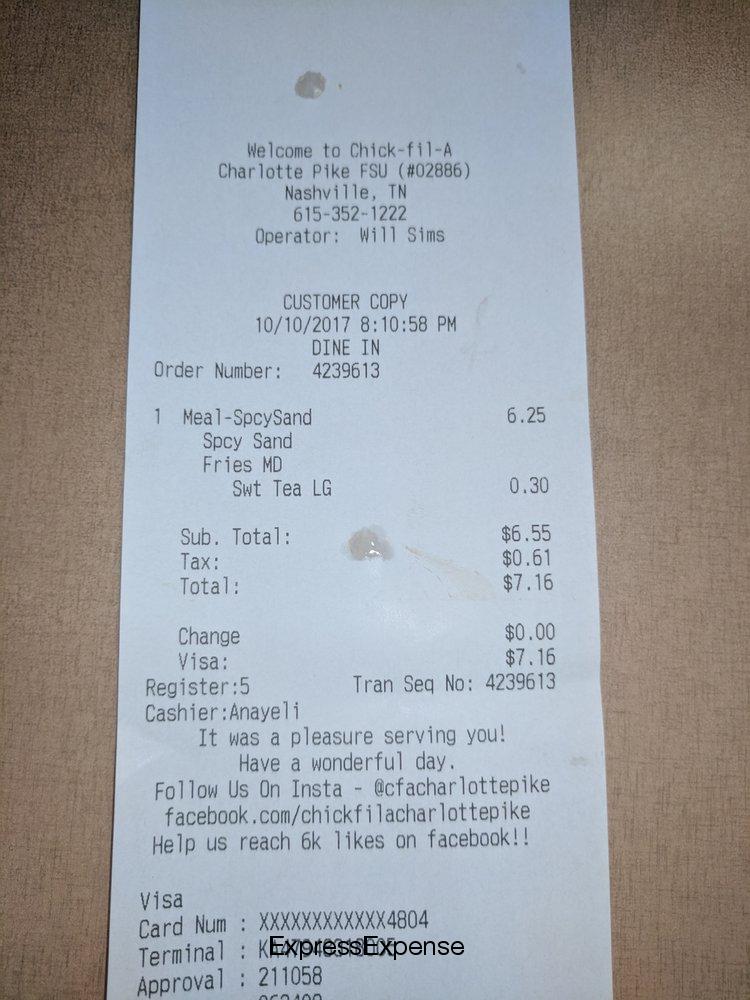 Welcome to Chick-fil-A
Charlotte Pike FSU (#02886)
Nashville, TN
615-352-1222
Operator: Will Sims
CUSTOMER COPY
10/10/2017 8:10:58 PM
DINE IN
Order Number: 4239613
1 Meal-SpcySand 6.25
Spcy Sand
Fries MD
Swt Tea LG 0.30
Sub. Total: $6.55
Tax: $0.61
Total: $7.16
Change $0.00
Visa: $7.16
Register:5 Tran Seq No: 4239613
Cashier:Anayeli
It was a pleasure serving you!
Have a wonderful day.
Follow Us On Insta - @cfacharlottepike
facebook.com/chickfilacharlottepike
Help us reach 6k likes on facebook!!
Visa
Card Num : XXXXXXXXXXXX4804
Terminal :
ExpressExpense
Approval : 211058